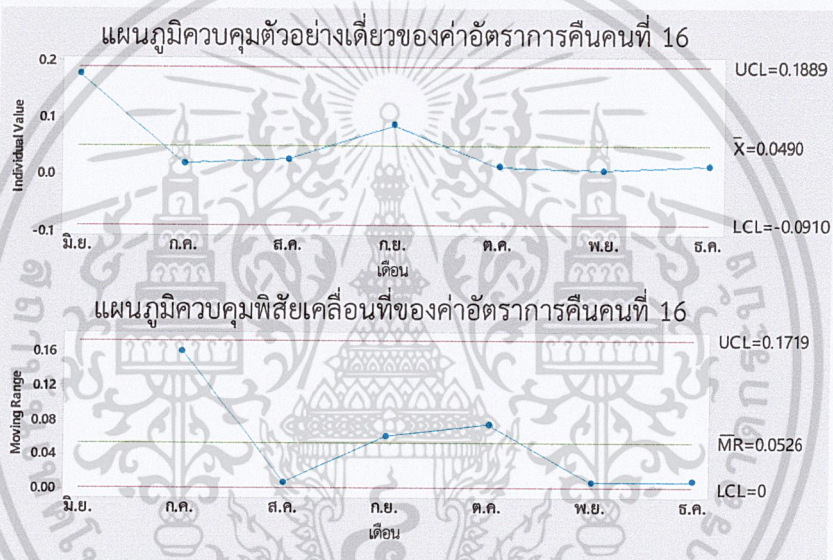 แผนภูมิควบคุมตัวอย่างเดี่ยวของค่าอัตราการคืนคนที่ 16
0.2
UCL=0.1889
0.1
Individual Value
X̄=0.0490
0.0
-0.1
LCL=-0.0910
มิ.ย. ก.ค. ส.ค. ก.ย. ต.ค. พ.ย. ธ.ค.
เดือน
แผนภูมิควบคุมพิสัยเคลื่อนที่ของค่าอัตราการคืนคนที่ 16
0.16
UCL=0.1719
0.12
Moving Range
0.08
M̅R̅=0.0526
0.04
0.00
LCL=0
มิ.ย. ก.ค. ส.ค. ก.ย. ต.ค. พ.ย. ธ.ค.
เดือน